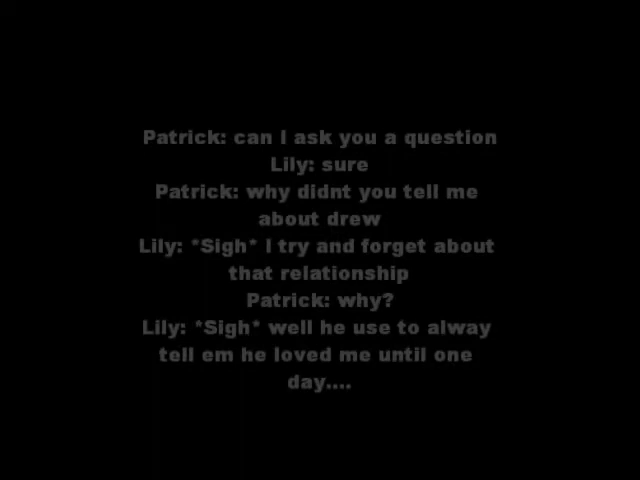 Patrick: can I ask you a question
Lily: sure
Patrick: why didnt you tell me
about drew
Lily: *Sigh* I try and forget about
that relationship
Patrick: why?
Lily: *Sigh* well he use to alway
tell em he loved me until one
day....